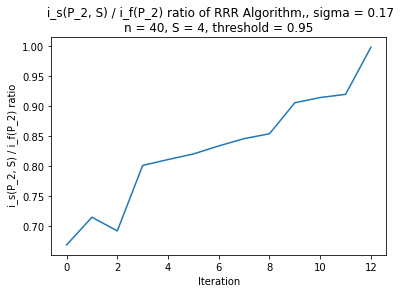 i_s(P_2, S) / i_f(P_2) ratio of RRR Algorithm,, sigma = 0.17
n = 40, S = 4, threshold = 0.95
1.00
0.95
0.90
0.85
0.80
0.75
0.70
i_s(P_2, S) / i_f(P_2) ratio
0 2 4 6 8 10 12
Iteration